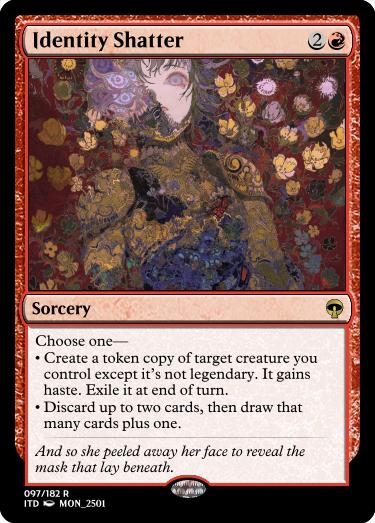 Identity Shatter 2
Sorcery
Choose one—
• Create a token copy of target creature you
control except it's not legendary. It gains
haste. Exile it at end of turn.
• Discard up to two cards, then draw that
many cards plus one.
And so she peeled away her face to reveal the
mask that lay beneath.
097/182 R
ITD MON_2501